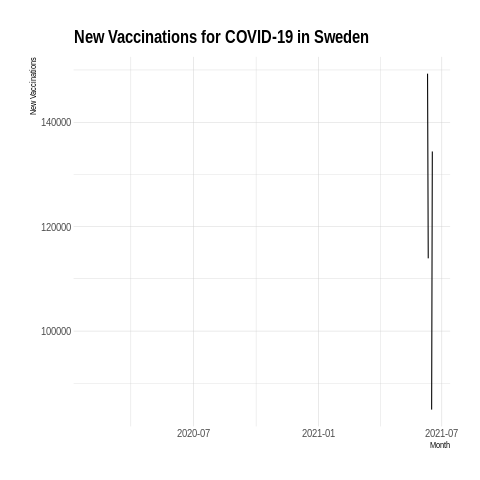 New Vaccinations for COVID-19 in Sweden
New Vaccinations
140000
120000
100000
2020-07
2021-01
2021-07
Month